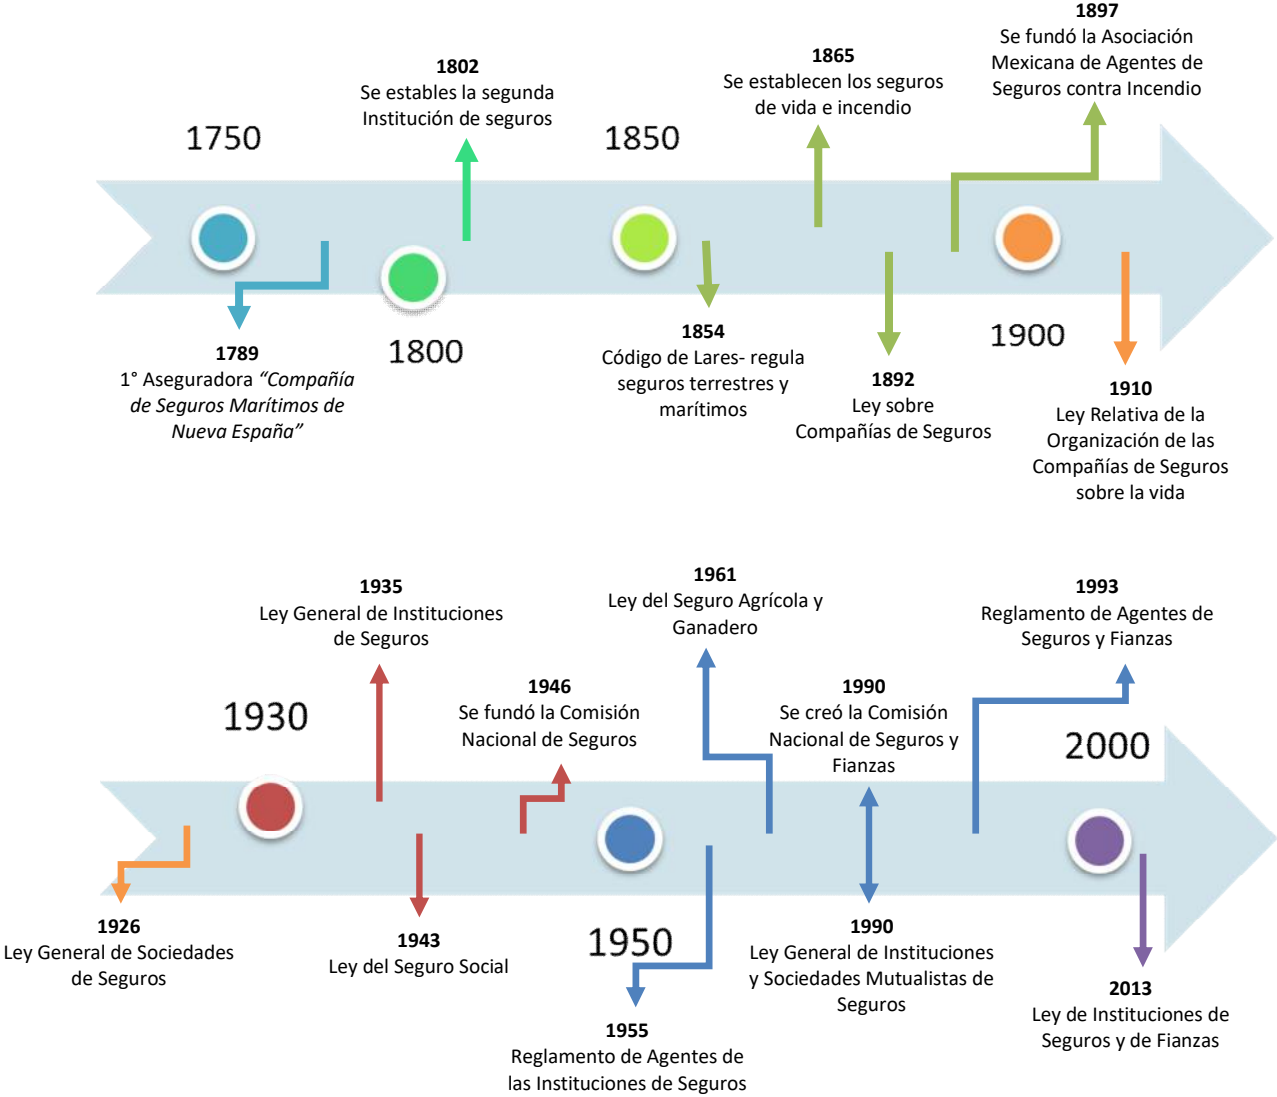 1750
1789
1° Aseguradora “Compañía
de Seguros Marítimos de
Nueva España”
1802
Se estables la segunda
Institución de seguros
1800
1850
1854
Código de Lares- regula
seguros terrestres y
marítimos
1865
Se establecen los seguros
de vida e incendio
1892
Ley sobre
Compañías de Seguros
1897
Se fundó la Asociación
Mexicana de Agentes de
Seguros contra Incendio
1900
1910
Ley Relativa de la
Organización de las
Compañías de Seguros
sobre la vida
1926
Ley General de Sociedades
de Seguros
1930
1935
Ley General de Instituciones
de Seguros
1943
Ley del Seguro Social
1946
Se fundó la Comisión
Nacional de Seguros
1950
1955
Reglamento de Agentes de
las Instituciones de Seguros
1961
Ley del Seguro Agrícola y
Ganadero
1990
Se creó la Comisión
Nacional de Seguros y
Fianzas
1990
Ley General de Instituciones
y Sociedades Mutualistas de
Seguros
1993
Reglamento de Agentes de
Seguros y Fianzas
2000
2013
Ley de Instituciones de
Seguros y de Fianzas